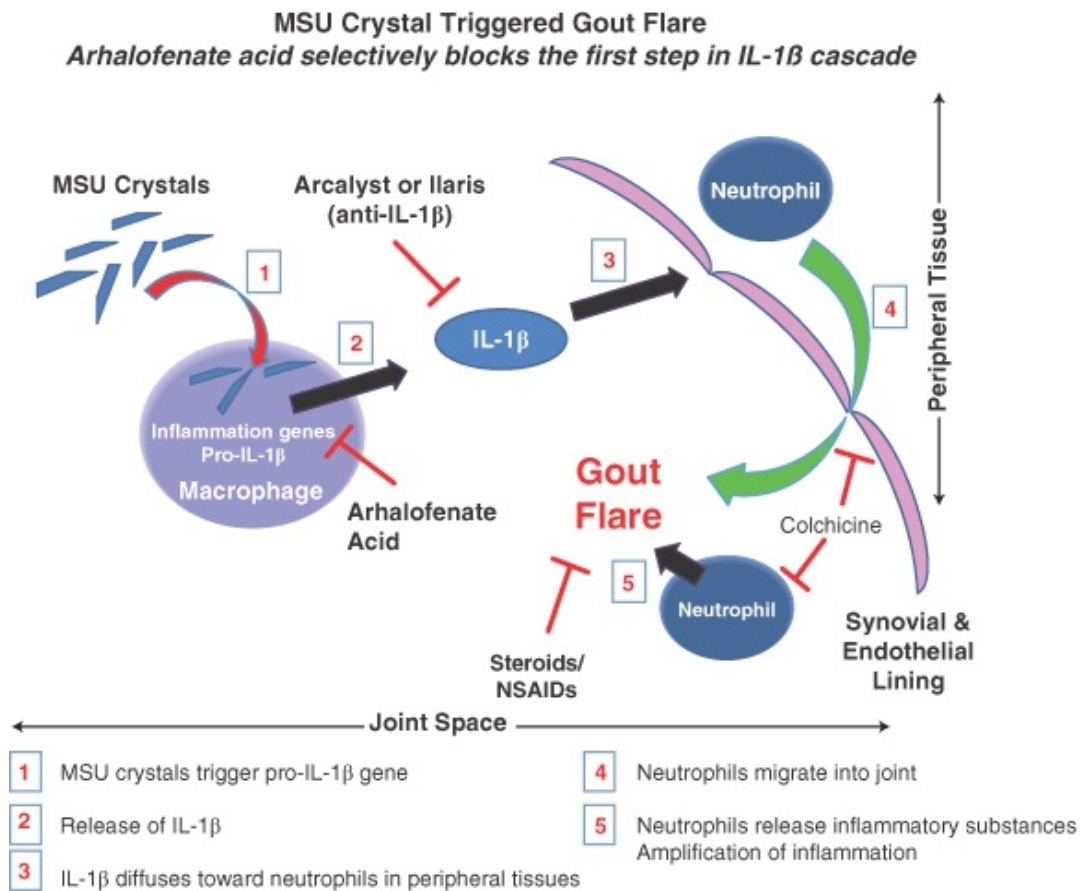 MSU Crystal Triggered Gout Flare
Arhalofenate acid selectively blocks the first step in IL-1ß cascade
MSU Crystals
Arcalyst or Ilaris
(anti-IL-1β)
Neutrophil
Peripheral Tissue
1
2
3
4
IL-1β
Inflammation genes
Pro-IL-1β
Macrophage
Arhalofenate
Acid
Gout
Flare
Colchicine
5
Neutrophil
Steroids/
NSAIDs
Synovial &
Endothelial
Lining
Joint Space
1 MSU crystals trigger pro-IL-1β gene
2 Release of IL-1β
3 IL-1β diffuses toward neutrophils in peripheral tissues
4 Neutrophils migrate into joint
5 Neutrophils release inflammatory substances
Amplification of inflammation